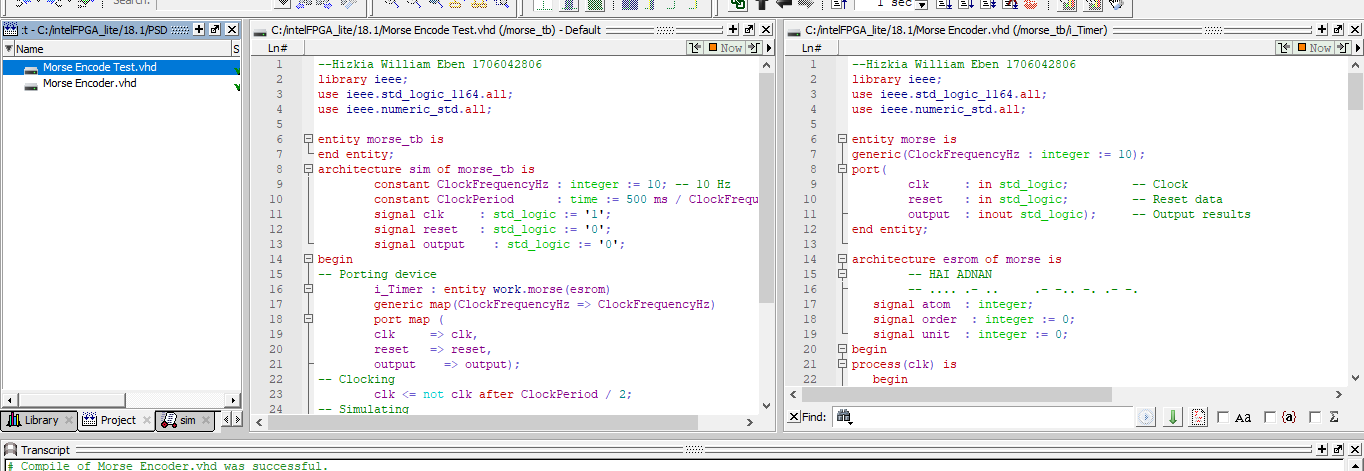 Search:
1 sec
:t - C:/intelFPGA_lite/18.1/PSD
Name S
Morse Encode Test.vhd
Morse Encoder.vhd
Library Project sim
C:/intelFPGA_lite/18.1/Morse Encode Test.vhd (/morse_tb) - Default
Ln# Now
1 --Hizkia William Eben 1706042806
2 library ieee;
3 use ieee.std_logic_1164.all;
4 use ieee.numeric_std.all;
5
6 entity morse_tb is
7 end entity;
8 architecture sim of morse_tb is
9 constant ClockFrequencyHz : integer := 10; -- 10 Hz
10 constant ClockPeriod : time := 500 ms / ClockFrequ
11 signal clk : std_logic := '1';
12 signal reset : std_logic := '0';
13 signal output : std_logic := '0';
14 begin
15 -- Porting device
16 i_Timer : entity work.morse(esrom)
17 generic map(ClockFrequencyHz => ClockFrequencyHz)
18 port map (
19 clk => clk,
20 reset => reset,
21 output => output);
22 -- Clocking
23 clk <= not clk after ClockPeriod / 2;
24 -- Simulating
C:/intelFPGA_lite/18.1/Morse Encoder.vhd (/morse_tb/i_Timer)
Ln# Now
1 --Hizkia William Eben 1706042806
2 library ieee;
3 use ieee.std_logic_1164.all;
4 use ieee.numeric_std.all;
5
6 entity morse is
7 generic(ClockFrequencyHz : integer := 10);
8 port(
9 clk : in std_logic; -- Clock
10 reset : in std_logic; -- Reset data
11 output : inout std_logic); -- Output results
12 end entity;
13
14 architecture esrom of morse is
15 -- HAI ADNAN
16 -- .... .- .. .- -.. -. .- -.
17 signal atom : integer;
18 signal order : integer := 0;
19 signal unit : integer := 0;
20 begin
21 process(clk) is
22 begin
Find: Aa {a} Σ
Transcript
# Compile of Morse Encoder.vhd was successful.